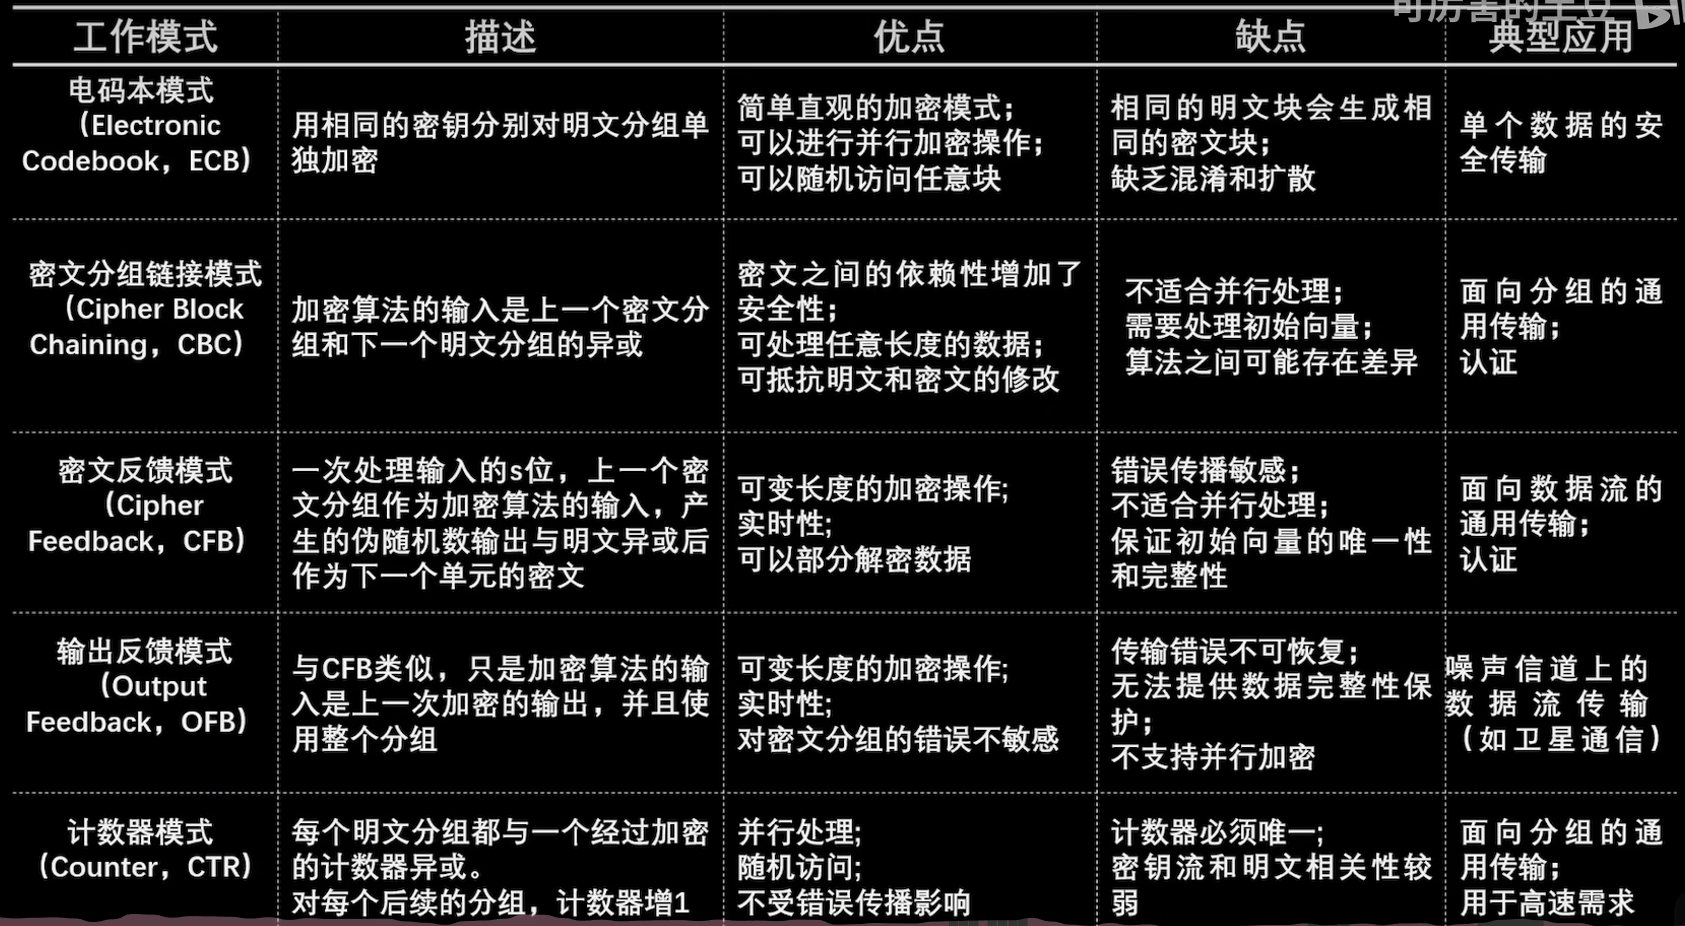 可厉害的土豆
工作模式
描述
优点
缺点
典型应用
电码本模式
（Electronic
Codebook，ECB）
用相同的密钥分别对明文分组单
独加密
简单直观的加密模式；
可以进行并行加密操作；
可以随机访问任意块
相同的明文块会生成相
同的密文块；
缺乏混淆和扩散
单个数据的安
全传输
密文分组链接模式
（Cipher Block
Chaining，CBC）
加密算法的输入是上一个密文分
组和下一个明文分组的异或
密文之间的依赖性增加了
安全性；
可处理任意长度的数据；
可抵抗明文和密文的修改
不适合并行处理；
需要处理初始向量；
算法之间可能存在差异
面向分组的通
用传输；
认证
密文反馈模式
（Cipher
Feedback，CFB）
一次处理输入的s位，上一个密
文分组作为加密算法的输入，产
生的伪随机数输出与明文异或后
作为下一个单元的密文
可变长度的加密操作;
实时性;
可以部分解密数据
错误传播敏感；
不适合并行处理；
保证初始向量的唯一性
和完整性
面向数据流的
通用传输；
认证
输出反馈模式
（Output
Feedback，OFB）
与CFB类似，只是加密算法的输
入是上一次加密的输出，并且使
用整个分组
可变长度的加密操作;
实时性;
对密文分组的错误不敏感
传输错误不可恢复；
无法提供数据完整性保
护；
不支持并行加密
噪声信道上的
数据流传输
（如卫星通信）
计数器模式
（Counter，CTR）
每个明文分组都与一个经过加密
的计数器异或。
对每个后续的分组，计数器增1
并行处理;
随机访问;
不受错误传播影响
计数器必须唯一;
密钥流和明文相关性较
弱
面向分组的通
用传输；
用于高速需求